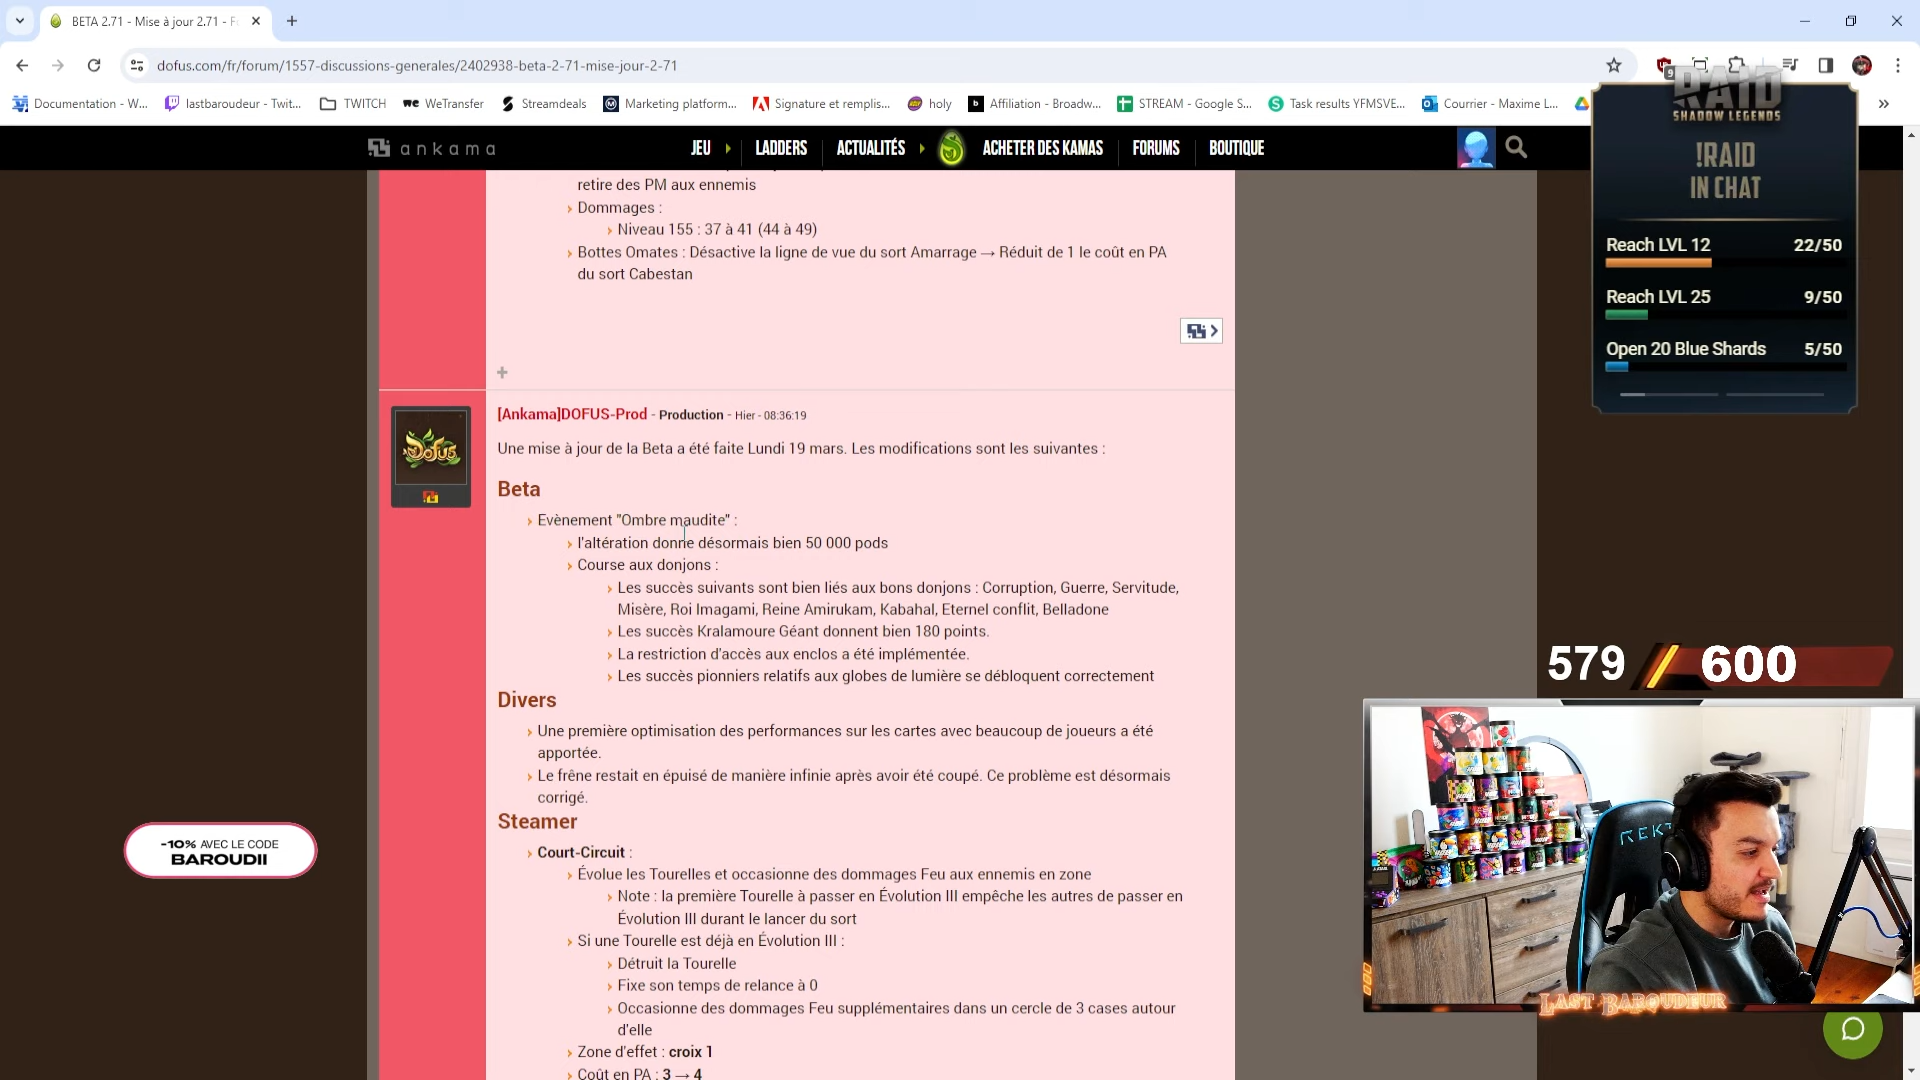 BETA 2.71 - Mise à jour 2.71 - F
dofus.com/fr/forum/1557-discussions-generales/2402938-beta-2-71-mise-jour-2-71
Documentation - W... lastbaroudeur - Twit... TWITCH WeTransfer Streamdeals Marketing platform... Signature et remplis... holy Affiliation - Broadw... STREAM - Google S... Task results YFMSVE... Courrier - Maxime L...
ankama JEU LADDERS ACTUALITÉS ACHETER DES KAMAS FORUMS BOUTIQUE
retire des PM aux ennemis
Dommages :
Niveau 155 : 37 à 41 (44 à 49)
Bottes Omates : Désactive la ligne de vue du sort Amarrage → Réduit de 1 le coût en PA
du sort Cabestan
[Ankama]DOFUS-Prod - Production - Hier - 08:36:19
Une mise à jour de la Beta a été faite Lundi 19 mars. Les modifications sont les suivantes :
DOFUS
Beta
Evènement "Ombre maudite" :
l'altération donne désormais bien 50 000 pods
Course aux donjons :
Les succès suivants sont bien liés aux bons donjons : Corruption, Guerre, Servitude,
Misère, Roi Imagami, Reine Amirukam, Kabahal, Eternel conflit, Belladone
Les succès Kralamoure Géant donnent bien 180 points.
La restriction d'accès aux enclos a été implémentée.
Les succès pionniers relatifs aux globes de lumière se débloquent correctement
Divers
Une première optimisation des performances sur les cartes avec beaucoup de joueurs a été
apportée.
Le frêne restait en épuisé de manière infinie après avoir été coupé. Ce problème est désormais
corrigé.
Steamer
Court-Circuit :
Évolue les Tourelles et occasionne des dommages Feu aux ennemis en zone
Note : la première Tourelle à passer en Évolution III empêche les autres de passer en
Évolution III durant le lancer du sort
Si une Tourelle est déjà en Évolution III :
Détruit la Tourelle
Fixe son temps de relance à 0
Occasionne des dommages Feu supplémentaires dans un cercle de 3 cases autour
d'elle
Zone d'effet : croix 1
Coût en PA : 3 → 4
-10% AVEC LE CODE
BAROUDII
9
RAID
SHADOW LEGENDS
!RAID
IN CHAT
Reach LVL 12 22/50
Reach LVL 25 9/50
Open 20 Blue Shards 5/50
579 / 600
REKT
LAST BAROUDEUR